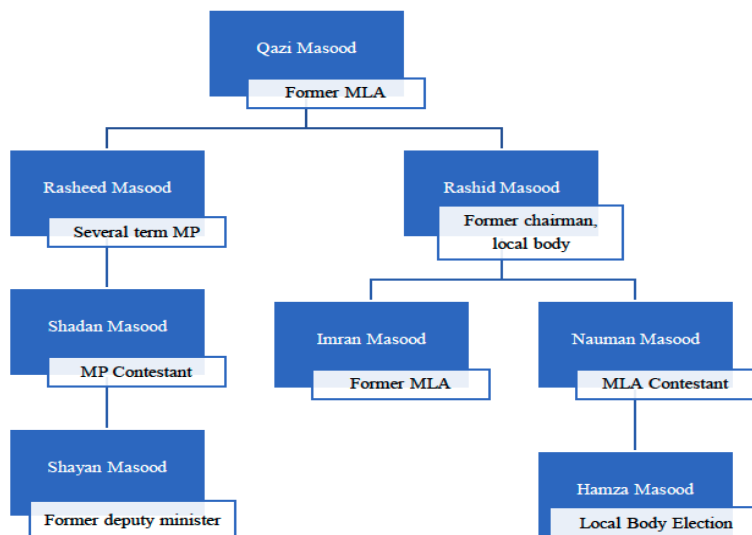 Qazi Masood
Former MLA
Rasheed Masood
Several term MP
Rashid Masood
Former chairman,
local body
Shadan Masood
MP Contestant
Imran Masood
Former MLA
Nauman Masood
MLA Contestant
Shayan Masood
Former deputy minister
Hamza Masood
Local Body Election